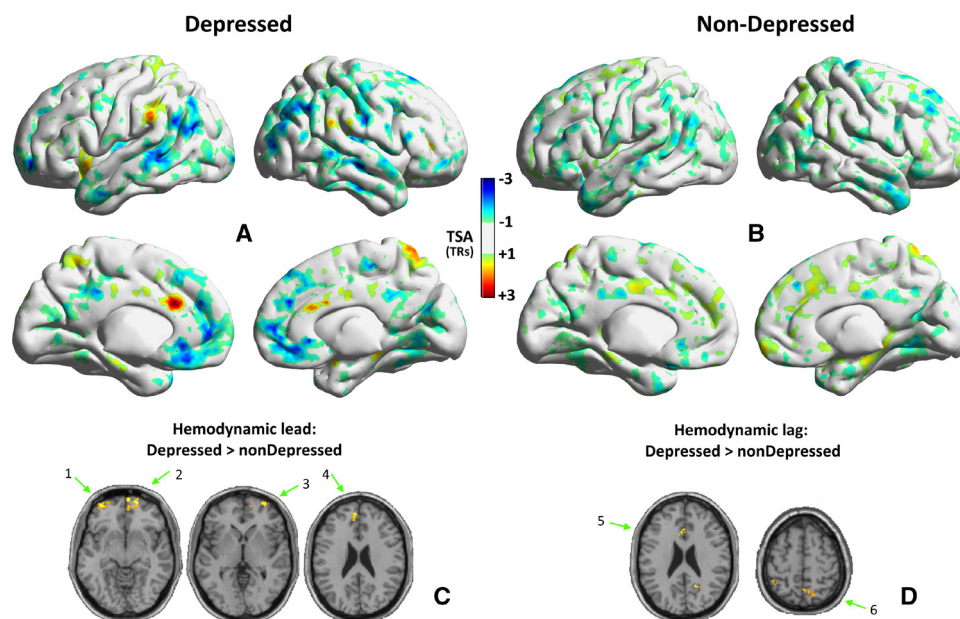 Depressed
Non-Depressed
A
B
TSA
(TRs)
-3
-1
+1
+3
Hemodynamic lead:
Depressed > nonDepressed
Hemodynamic lag:
Depressed > nonDepressed
1
2
3
4
C
5
6
D